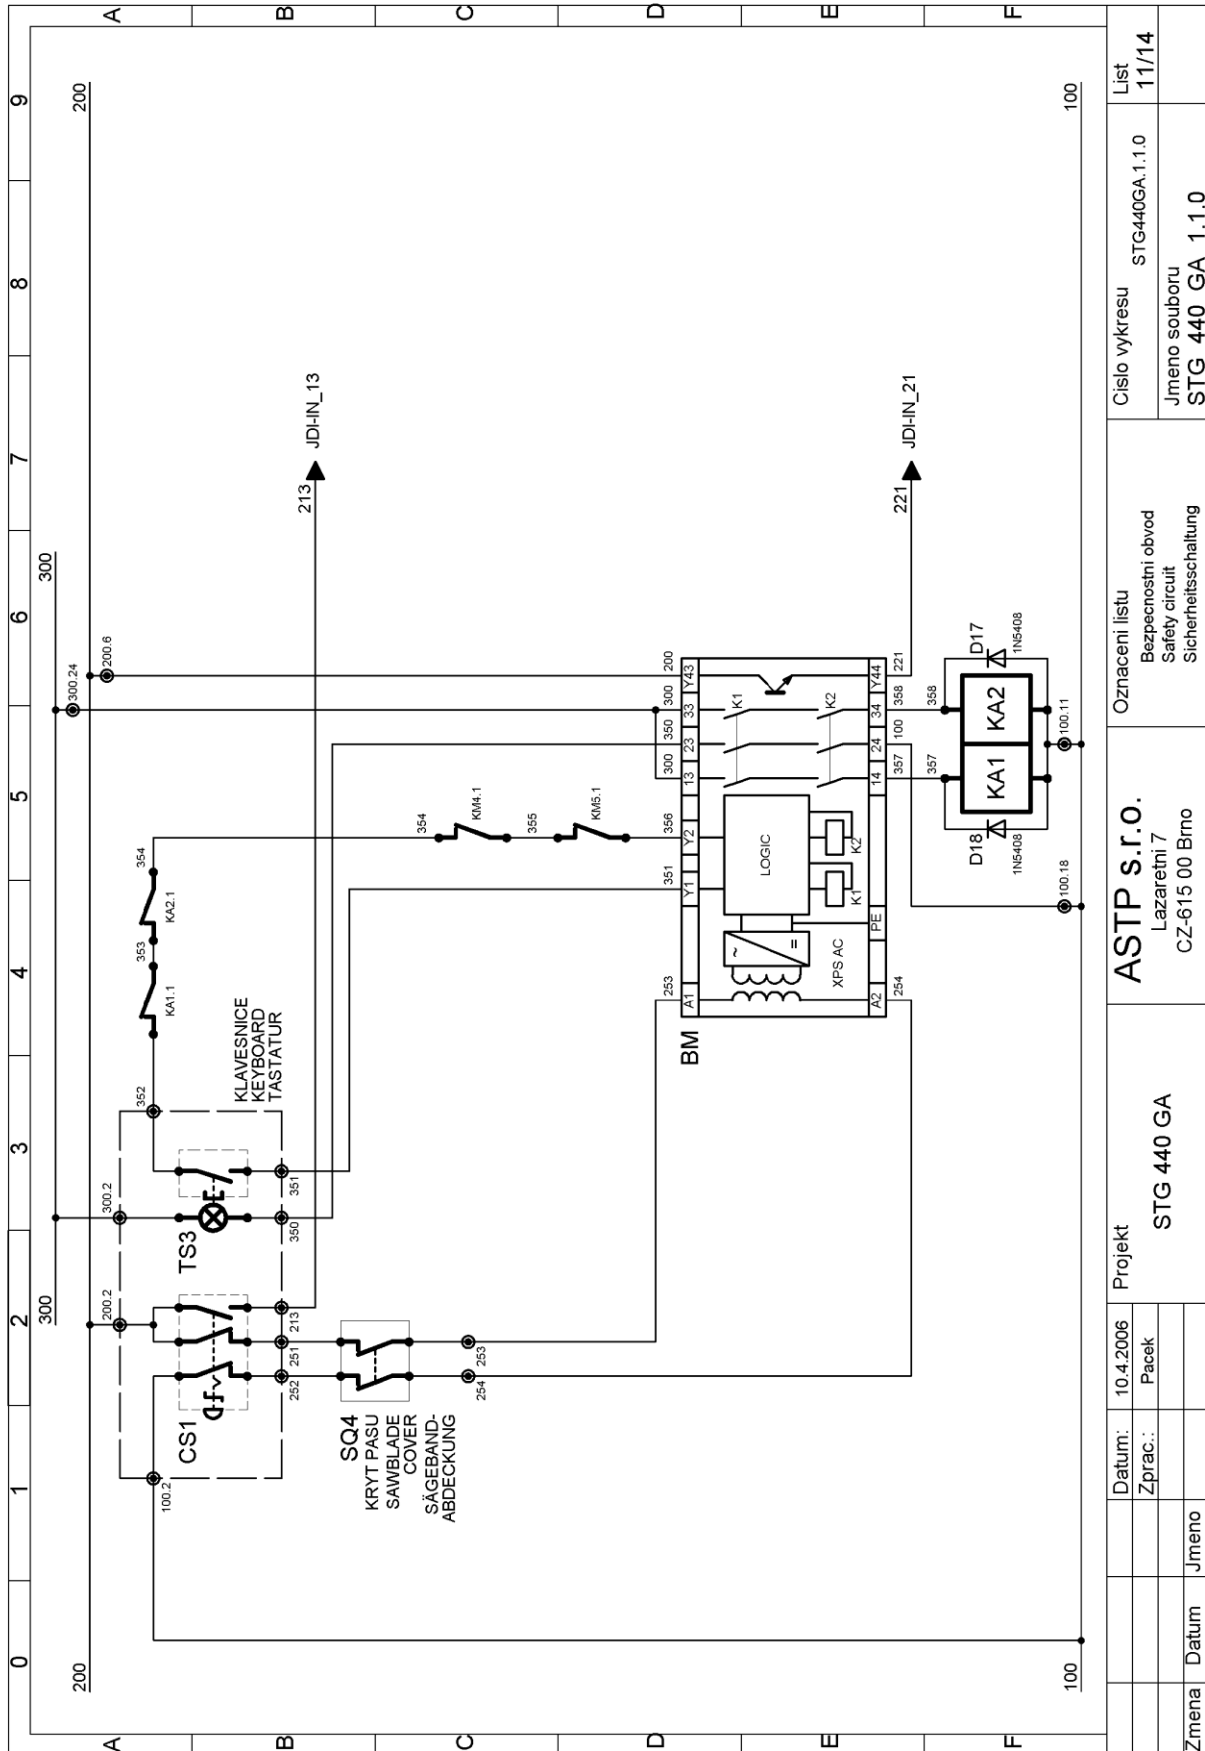 0 1 2 3 4 5 6 7 8 9
A
B
C
D
E
F
A
B
C
D
E
F
300
300
300.24
200
200
200.2
300.2
200.6
100.2
352
KA1.1
353
KA2.1
354
CS1
TS3
KLAVESNICE
KEYBOARD
TASTATUR
252
251
213
350
351
213
JDI-IN_13
SQ4
KRYT PASU
SAWBLADE
COVER
SÄGEBAND-
ABDECKUNG
254
253
354
KM4.1
355
KM5.1
BM
253
351
356
300
350
300
200
A1
Y1
Y2
13
23
33
Y43
~
=
XPS AC
LOGIC
K1
K2
K1
K2
A2
PE
14
24
34
Y44
254
357
100
358
221
221
JDI-IN_21
357
358
D18
1N5408
KA1
KA2
D17
1N5408
100.18
100.11
100
100
Zmena
Datum
Jmeno
Datum:
10.4.2006
Zprac.:
Pacek
Projekt
STG 440 GA
ASTP s.r.o.
Lazaretni 7
CZ-615 00 Brno
Oznaceni listu
Bezpecnostni obvod
Safety circuit
Sicherheitsschaltung
Cislo vykresu
STG440GA.1.1.0
Jmeno souboru
STG 440 GA 1.1.0
List
11/14